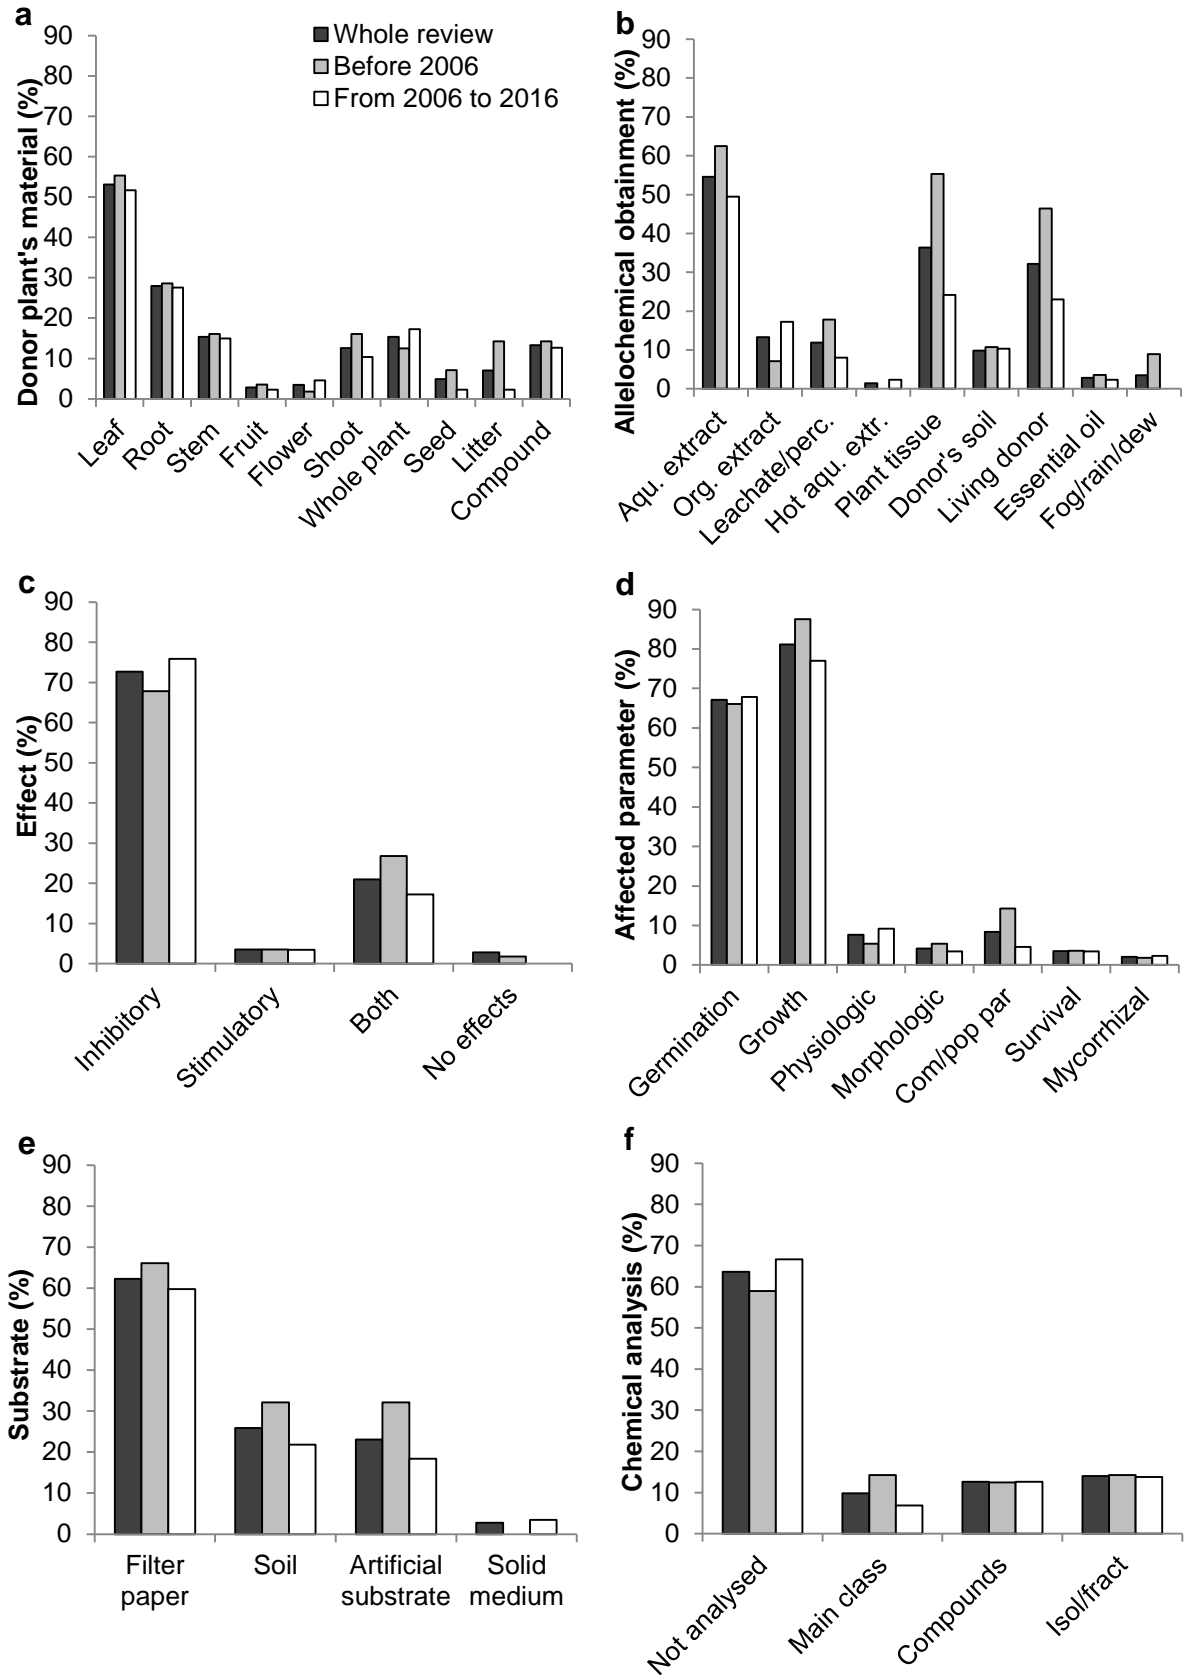 a
Donor plant's material (%)
90
80
70
60
50
40
30
20
10
0
Whole review
Before 2006
From 2006 to 2016
Leaf
Root
Stem
Fruit
Flower
Shoot
Whole plant
Seed
Litter
Compound
b
Allelochemical obtainment (%)
90
80
70
60
50
40
30
20
10
0
Aqu. extract
Org. extract
Leachate/perc.
Hot aqu. extr.
Plant tissue
Donor's soil
Living donor
Essential oil
Fog/rain/dew
c
Effect (%)
90
80
70
60
50
40
30
20
10
0
Inhibitory
Stimulatory
Both
No effects
d
Affected parameter (%)
90
80
70
60
50
40
30
20
10
0
Germination
Growth
Physiologic
Morphologic
Com/pop par
Survival
Mycorrhizal
e
Substrate (%)
90
80
70
60
50
40
30
20
10
0
Filter
paper
Soil
Artificial
substrate
Solid
medium
f
Chemical analysis (%)
90
80
70
60
50
40
30
20
10
0
Not analysed
Main class
Compounds
Isol/fract